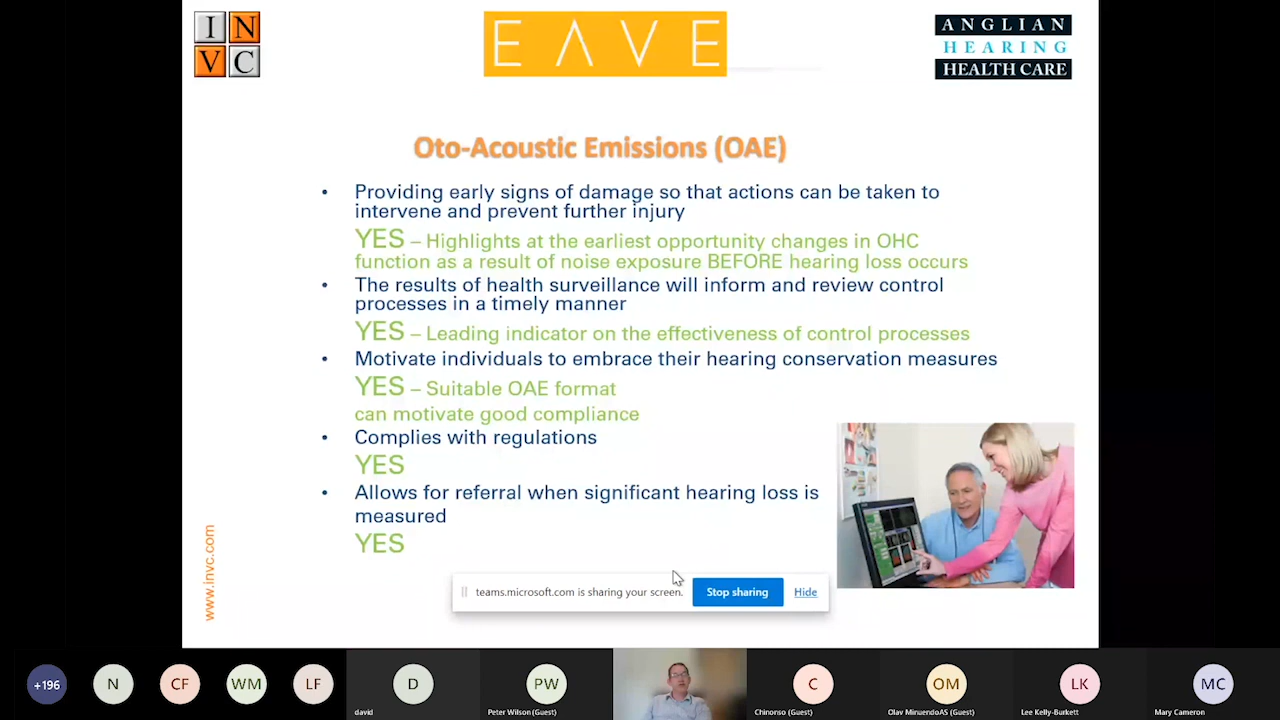 IN
VC
EAVE
ANGLIAN
HEARING
HEALTH CARE
Oto-Acoustic Emissions (OAE)
• Providing early signs of damage so that actions can be taken to
intervene and prevent further injury
YES – Highlights at the earliest opportunity changes in OHC
function as a result of noise exposure BEFORE hearing loss occurs
• The results of health surveillance will inform and review control
processes in a timely manner
YES – Leading indicator on the effectiveness of control processes
• Motivate individuals to embrace their hearing conservation measures
YES – Suitable OAE format
can motivate good compliance
• Complies with regulations
YES
• Allows for referral when significant hearing loss is
measured
YES
www.invc.com
teams.microsoft.com is sharing your screen. Stop sharing Hide
+196 N CF WM LF D PW C OM LK MC
david Peter Wilson (Guest) Chinonso (Guest) Olav MinuendoAS (Guest) Lee Kelly-Burkett Mary Cameron